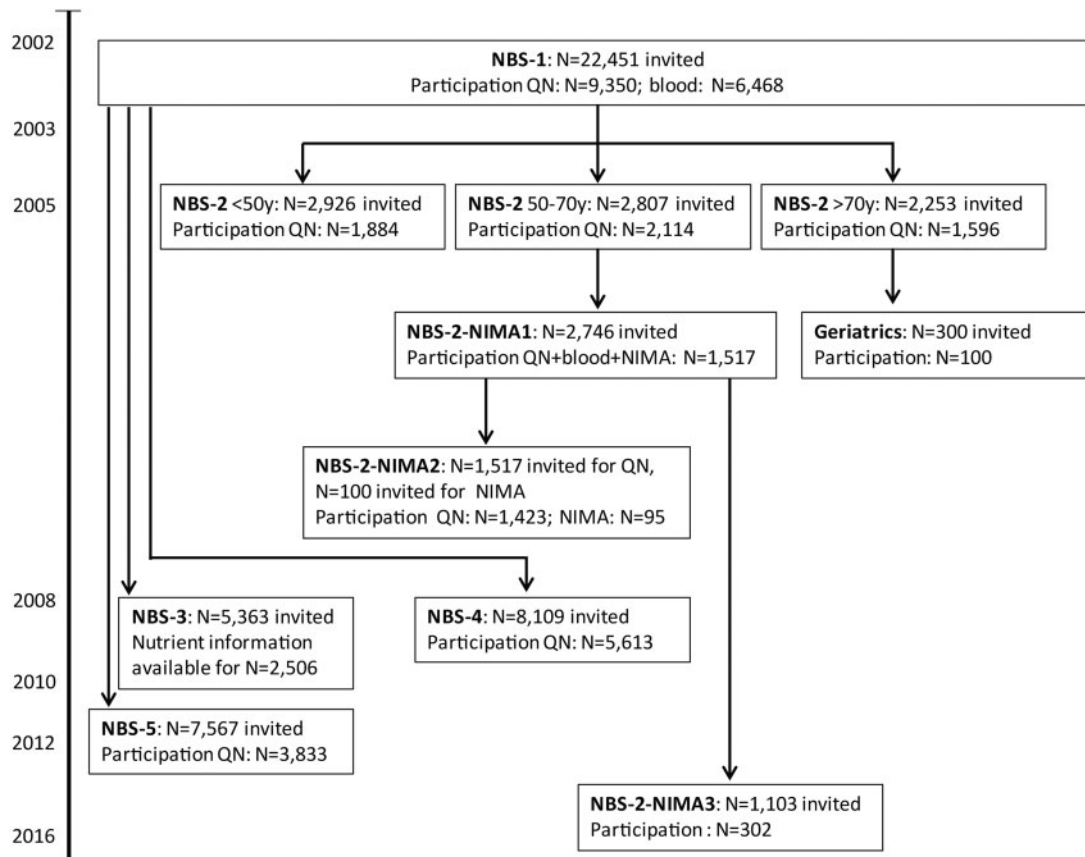 2002
NBS-1: N=22,451 invited
Participation QN: N=9,350; blood: N=6,468
2003
2005
NBS-2 <50y: N=2,926 invited
Participation QN: N=1,884
NBS-2 50-70y: N=2,807 invited
Participation QN: N=2,114
NBS-2 >70y: N=2,253 invited
Participation QN: N=1,596
NBS-2-NIMA1: N=2,746 invited
Participation QN+blood+NIMA: N=1,517
Geriatrics: N=300 invited
Participation: N=100
NBS-2-NIMA2: N=1,517 invited for QN,
N=100 invited for NIMA
Participation QN: N=1,423; NIMA: N=95
2008
NBS-3: N=5,363 invited
Nutrient information
available for N=2,506
NBS-4: N=8,109 invited
Participation QN: N=5,613
2010
NBS-5: N=7,567 invited
Participation QN: N=3,833
2012
NBS-2-NIMA3: N=1,103 invited
Participation : N=302
2016